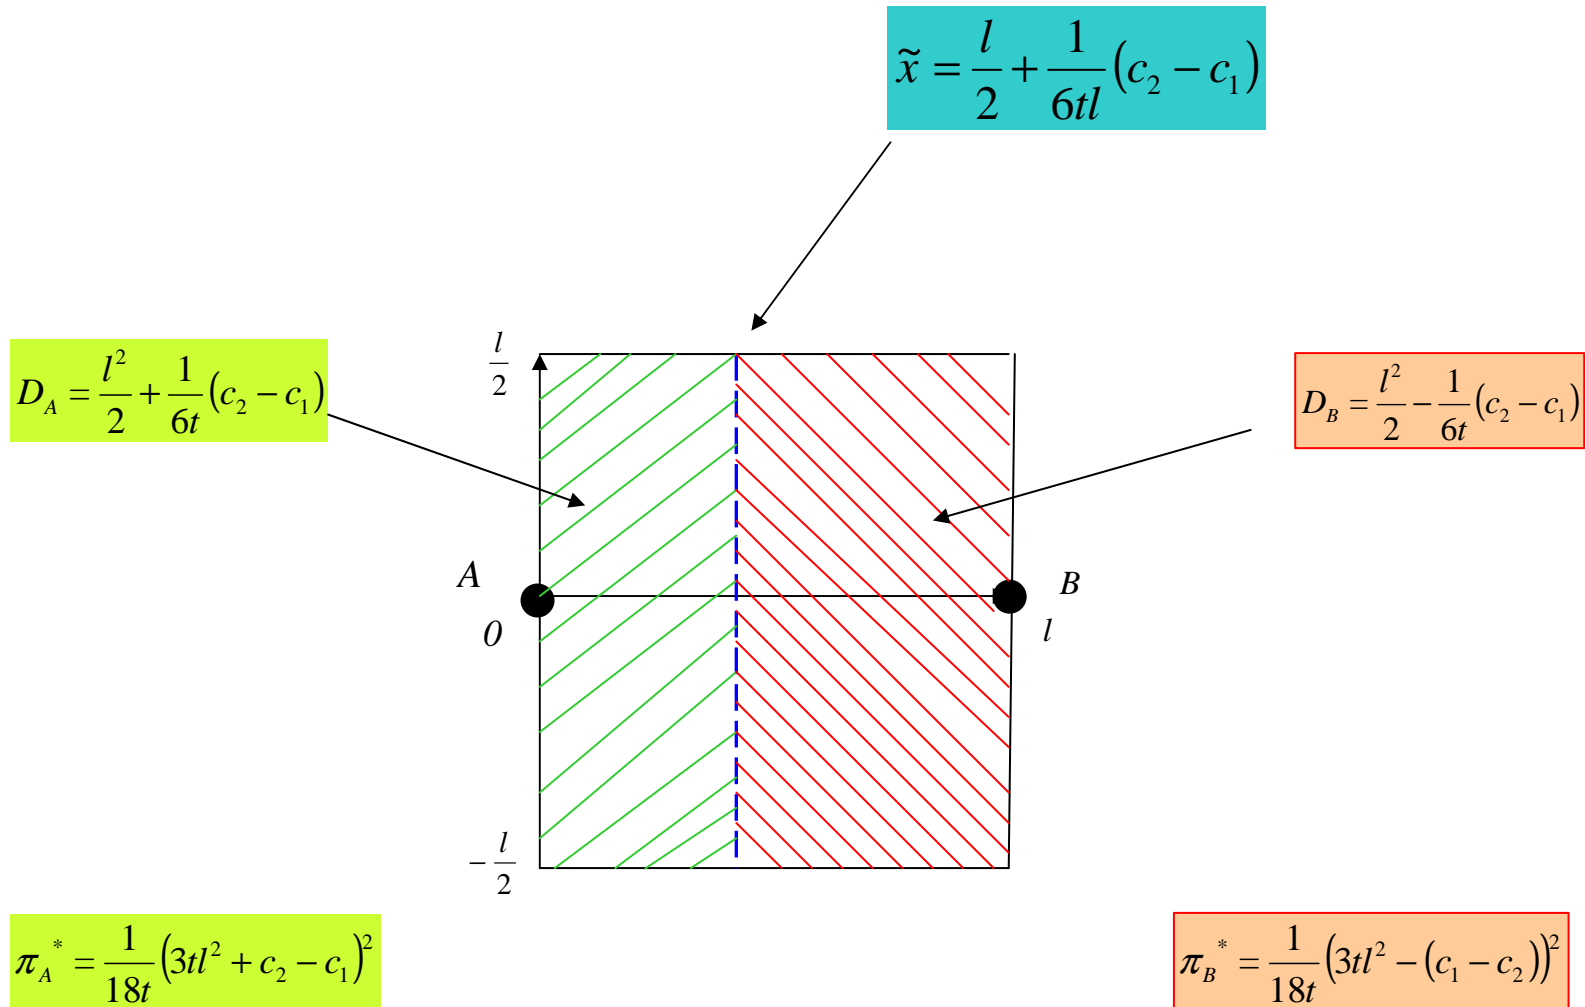 x̃ = l/2 + 1/(6tl) (c₂ − c₁)
D_A = l²/2 + 1/(6t) (c₂ − c₁)
l/2
D_B = l²/2 − 1/(6t) (c₂ − c₁)
A
B
0
l
−l/2
π_A* = 1/(18t) (3tl² + c₂ − c₁)²
π_B* = 1/(18t) (3tl² − (c₁ − c₂))²